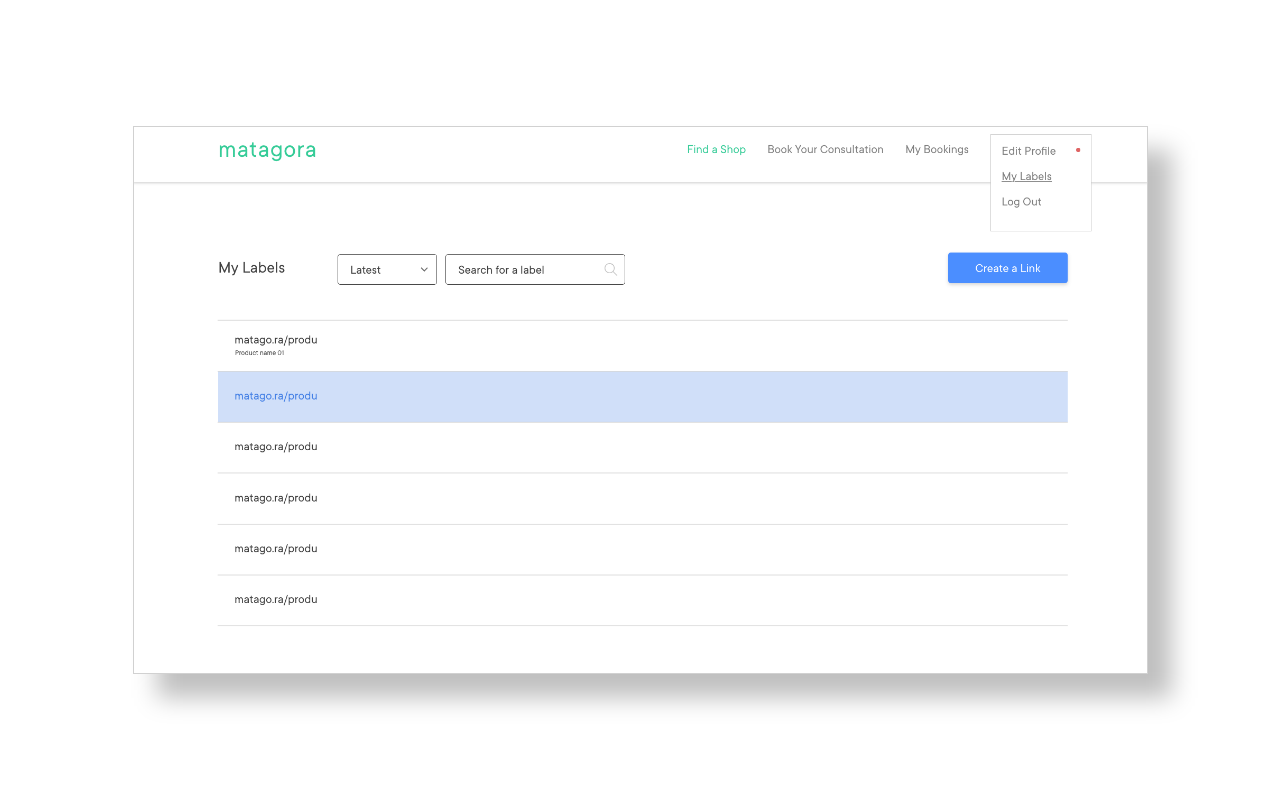 matagora
Find a Shop
Book Your Consultation
My Bookings
Edit Profile
My Labels
Log Out
My Labels
Latest
Search for a label
Create a Link
matago.ra/produ
Product name 01
matago.ra/produ
matago.ra/produ
matago.ra/produ
matago.ra/produ
matago.ra/produ